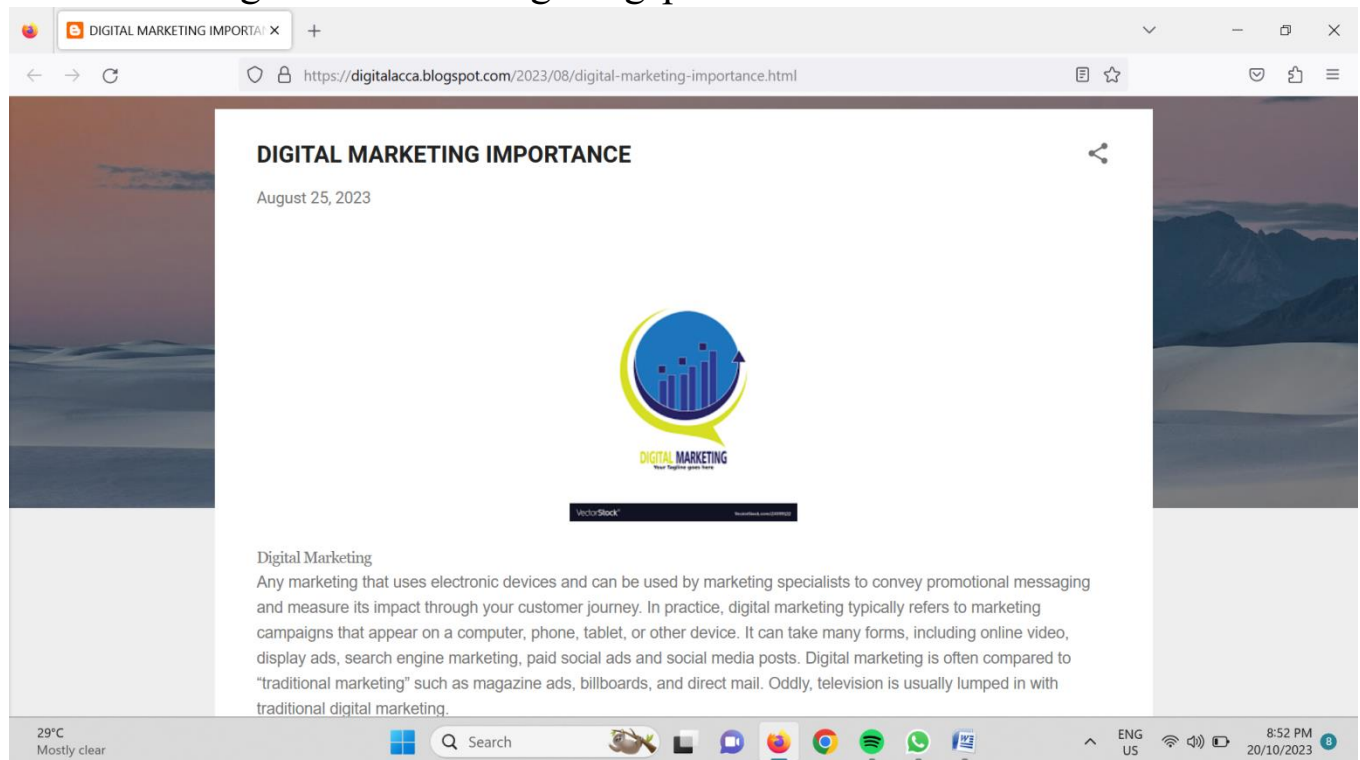 DIGITAL MARKETING IMPORTAN
https://digitalacca.blogspot.com/2023/08/digital-marketing-importance.html
DIGITAL MARKETING IMPORTANCE
August 25, 2023
DIGITAL MARKETING
Your Tagline goes here
VectorStock®
Digital Marketing
Any marketing that uses electronic devices and can be used by marketing specialists to convey promotional messaging
and measure its impact through your customer journey. In practice, digital marketing typically refers to marketing
campaigns that appear on a computer, phone, tablet, or other device. It can take many forms, including online video,
display ads, search engine marketing, paid social ads and social media posts. Digital marketing is often compared to
“traditional marketing” such as magazine ads, billboards, and direct mail. Oddly, television is usually lumped in with
traditional digital marketing.
29°C
Mostly clear
Search
ENG
US
8:52 PM
20/10/2023
8